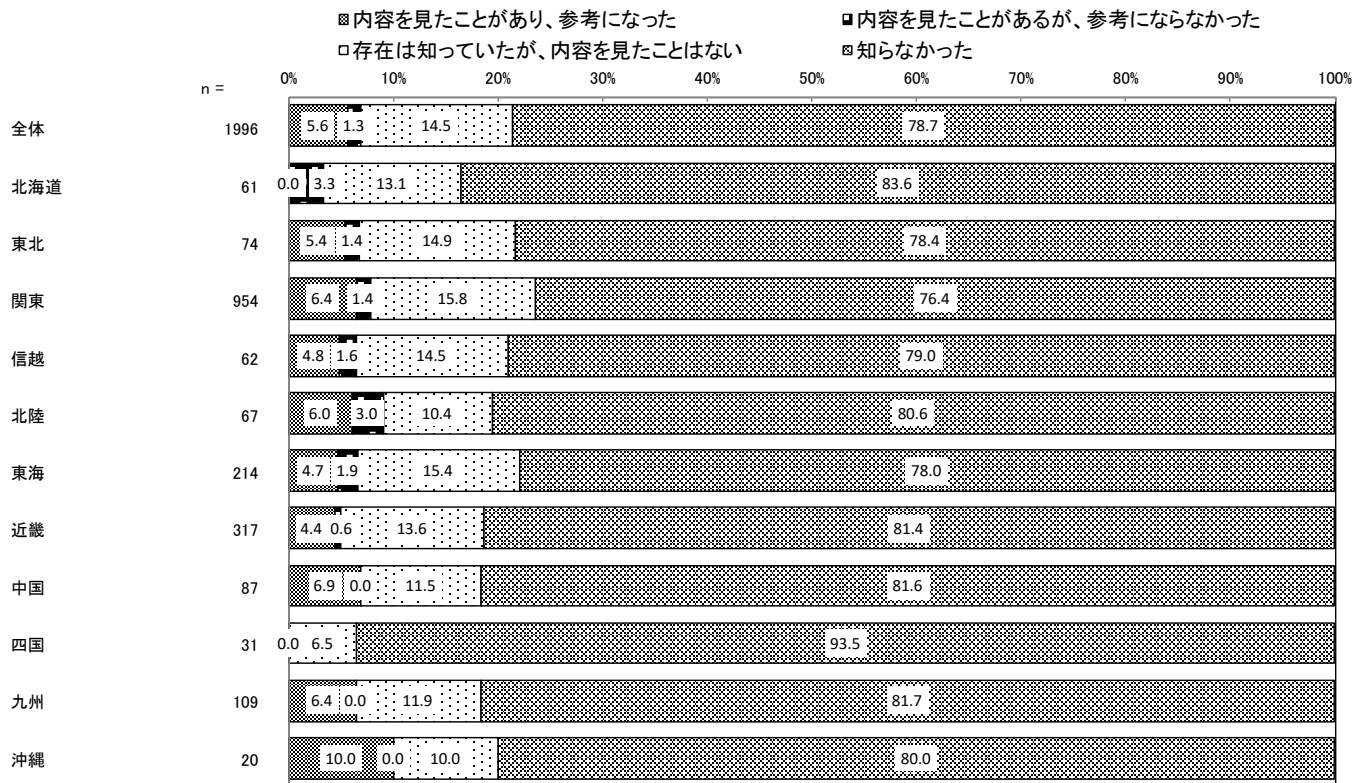 内容を見たことがあり、参考になった 内容を見たことがあるが、参考にならなかった
存在は知っていたが、内容を見たことはない 知らなかった
0% 10% 20% 30% 40% 50% 60% 70% 80% 90% 100%
n =
全体 1996 5.6 1.3 14.5 78.7
北海道 61 0.0 3.3 13.1 83.6
東北 74 5.4 1.4 14.9 78.4
関東 954 6.4 1.4 15.8 76.4
信越 62 4.8 1.6 14.5 79.0
北陸 67 6.0 3.0 10.4 80.6
東海 214 4.7 1.9 15.4 78.0
近畿 317 4.4 0.6 13.6 81.4
中国 87 6.9 0.0 11.5 81.6
四国 31 0.0 6.5 93.5
九州 109 6.4 0.0 11.9 81.7
沖縄 20 10.0 0.0 10.0 80.0